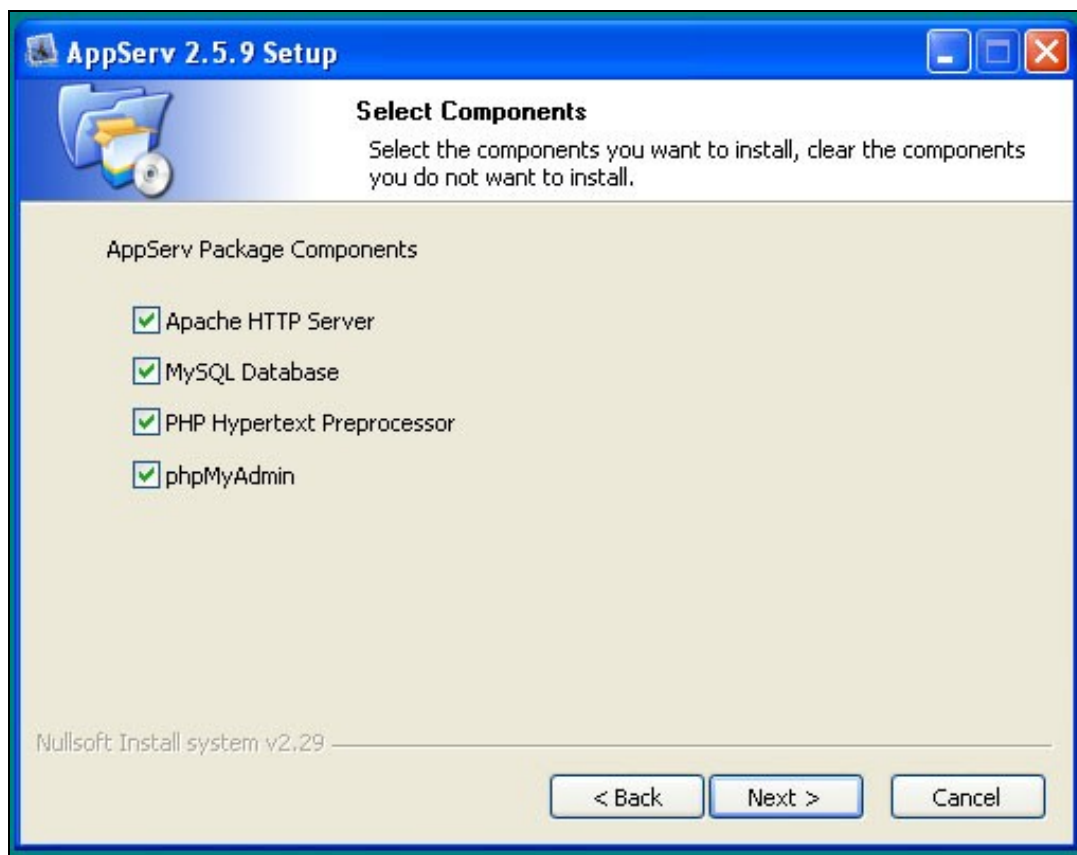 AppServ 2.5.9 Setup
Select Components
Select the components you want to install, clear the components
you do not want to install.
AppServ Package Components
Apache HTTP Server
MySQL Database
PHP Hypertext Preprocessor
phpMyAdmin
Nullsoft Install system v2.29
< Back Next > Cancel